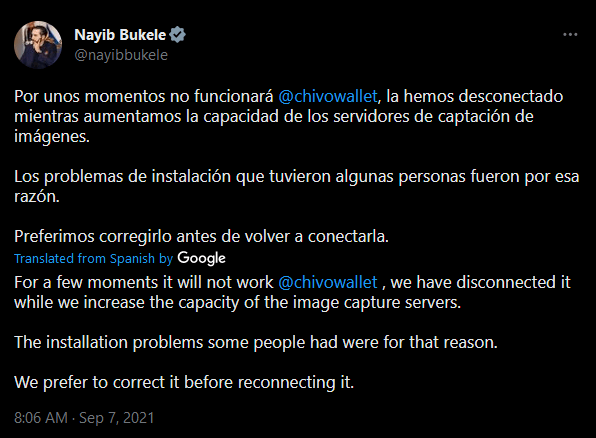 Nayib Bukele
@nayibbukele
Por unos momentos no funcionará @chivowallet, la hemos desconectado
mientras aumentamos la capacidad de los servidores de captación de
imágenes.
Los problemas de instalación que tuvieron algunas personas fueron por esa
razón.
Preferimos corregirlo antes de volver a conectarla.
Translated from Spanish by Google
For a few moments it will not work @chivowallet , we have disconnected it
while we increase the capacity of the image capture servers.
The installation problems some people had were for that reason.
We prefer to correct it before reconnecting it.
8:06 AM · Sep 7, 2021